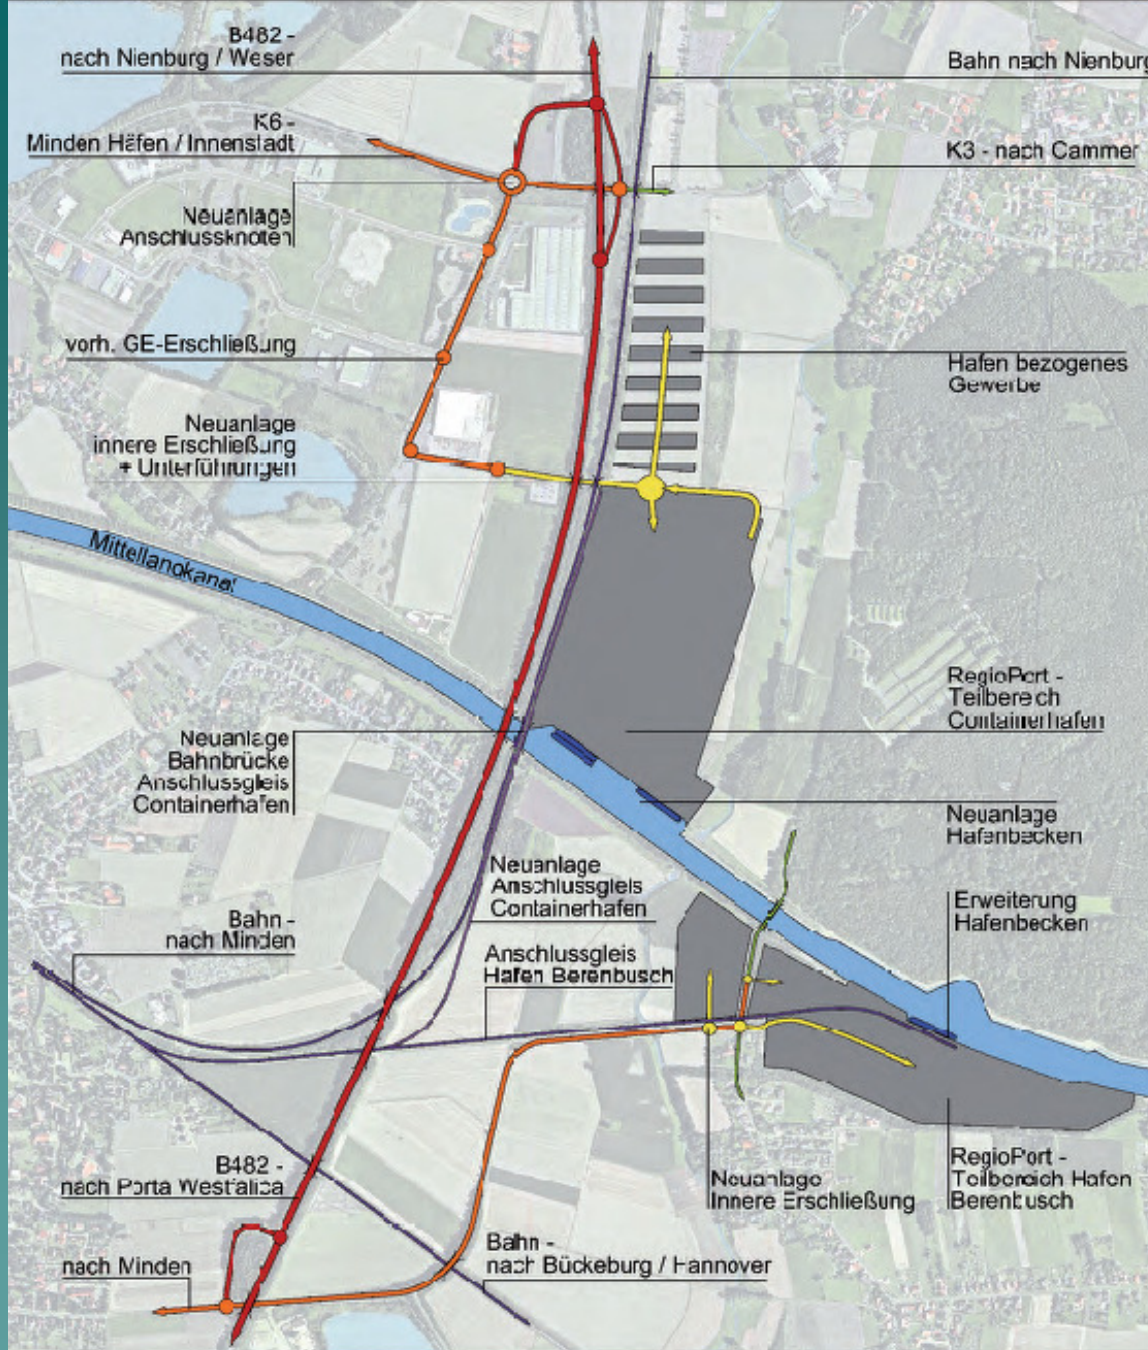 B482 -
nach Nienburg / Weser
Bahn nach Nienburg
K6 -
Minden Häfen / Innenstadt
K3 - nach Cammer
Neuanlage
Anschlussknoten
vorh. GE-Erschließung
Hafen bezogenes
Gewerbe
Neuanlage
innere Erschließung
+ Unterführungen
Mittellandkanal
RegioPort -
Teilbereich
Containerhafen
Neuanlage
Bahnbrücke
Anschlussgleis
Containerhafen
Neuanlage
Hafenbecken
Neuanlage
Anschlussgleis
Containerhafen
Erweiterung
Hafenbecken
Bahn -
nach Minden
Anschlussgleis
Hafen Berenbusch
B482 -
nach Porta Westfalica
Neuanlage
Innere Erschließung
RegioPort -
Teilbereich Hafen
Berenbusch
nach Minden
Bahn -
nach Bückeburg / Hannover